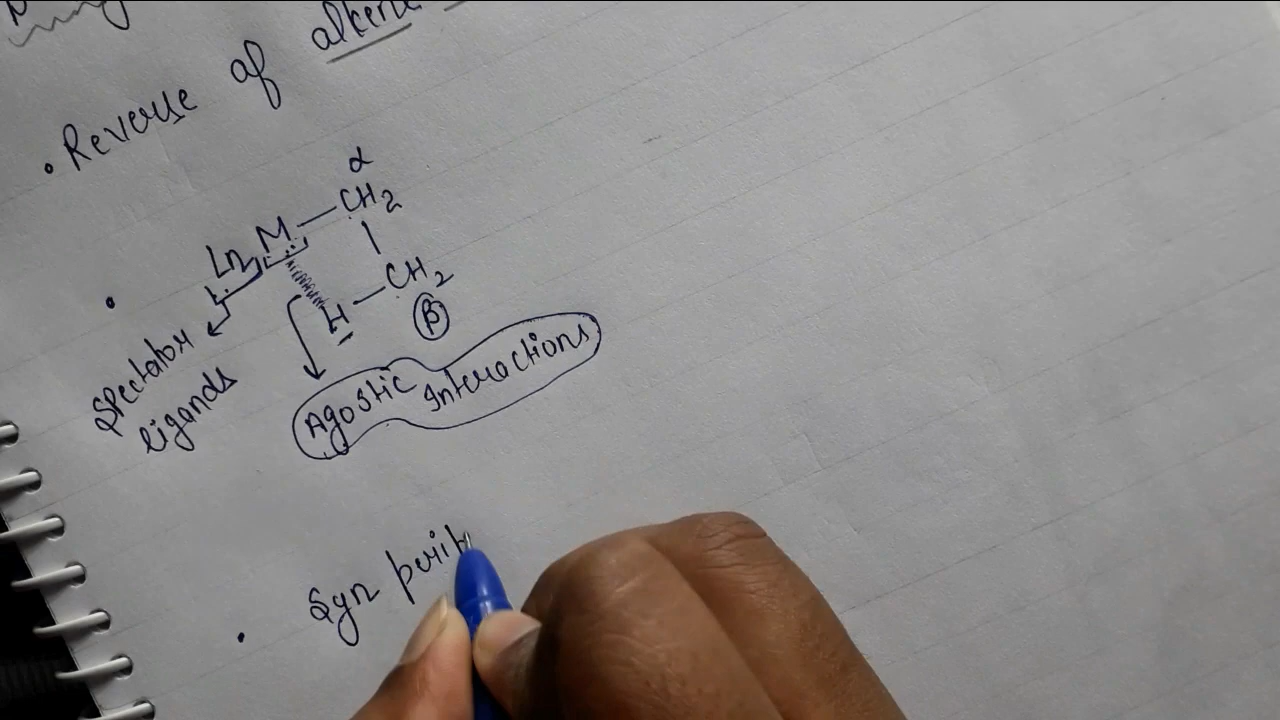 • Reverse of alkene
α
LnM — CH2
|
H — CH2
β
Spectator
ligands
Agostic Interactions
• Syn perip